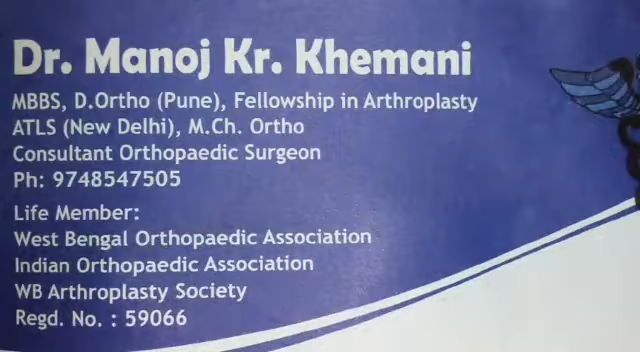 Dr. Manoj Kr. Khemani
MBBS, D.Ortho (Pune), Fellowship in Arthroplasty
ATLS (New Delhi), M.Ch. Ortho
Consultant Orthopaedic Surgeon
Ph: 9748547505
Life Member:
West Bengal Orthopaedic Association
Indian Orthopaedic Association
WB Arthroplasty Society
Regd. No. : 59066